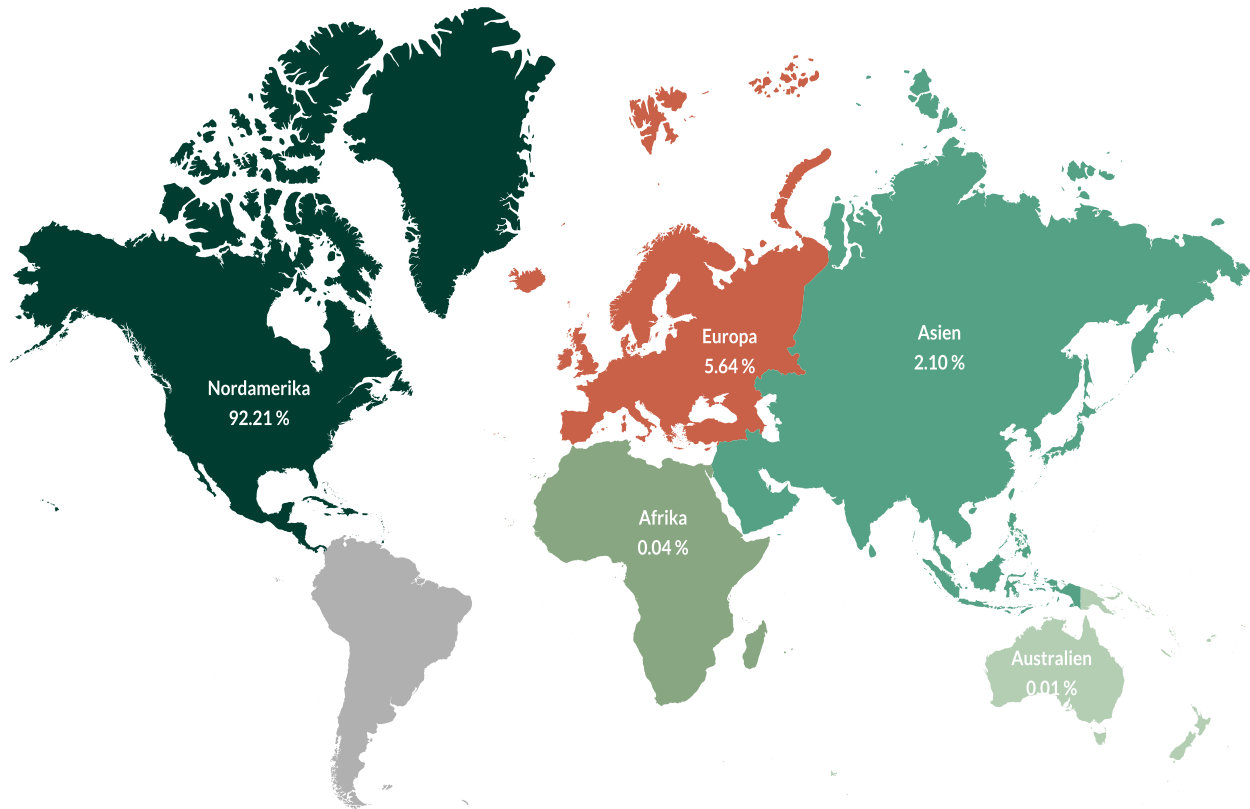 Nordamerika
92.21 %
Europa
5.64 %
Asien
2.10 %
Afrika
0.04 %
Australien
0.01 %